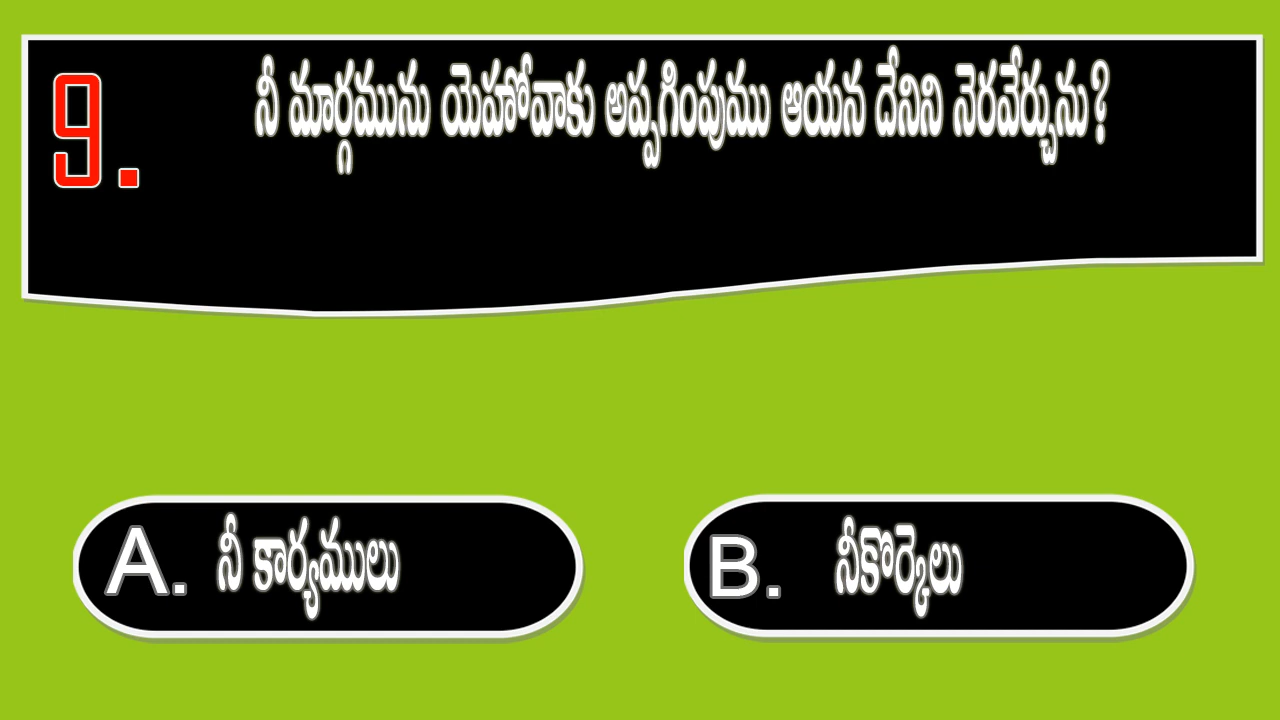 9. నీ మార్గమును యెహోవాకు అప్పగింపుము ఆయన దేనిని నెరవేర్చును?
A. నీ కార్యములు
B. నీకొర్కెలు